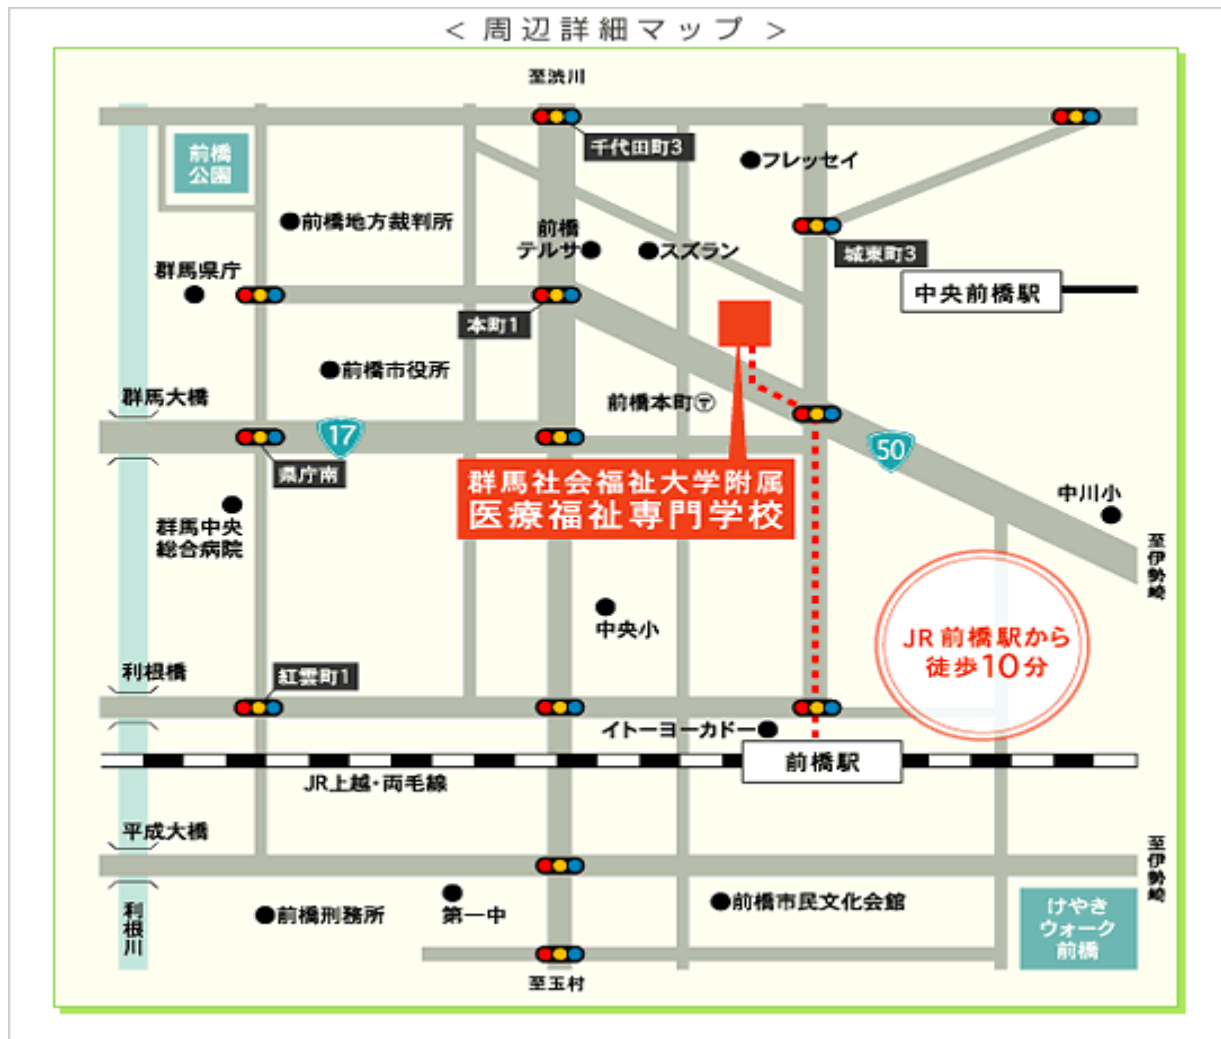 < 周辺詳細マップ >
至渋川
前橋
公園
千代田町3
フレッセイ
前橋地方裁判所
前橋
テルサ
スズラン
城東町3
群馬県庁
中央前橋駅
本町1
前橋市役所
群馬大橋
前橋本町〶
17
50
県庁南
群馬社会福祉大学附属
医療福祉専門学校
中川小
群馬中央
総合病院
至伊勢崎
中央小
JR前橋駅から
徒歩10分
利根橋
紅雲町1
イトーヨーカドー
前橋駅
JR上越・両毛線
平成大橋
至伊勢崎
利根川
前橋刑務所
第一中
前橋市民文化会館
けやき
ウォーク
前橋
至玉村